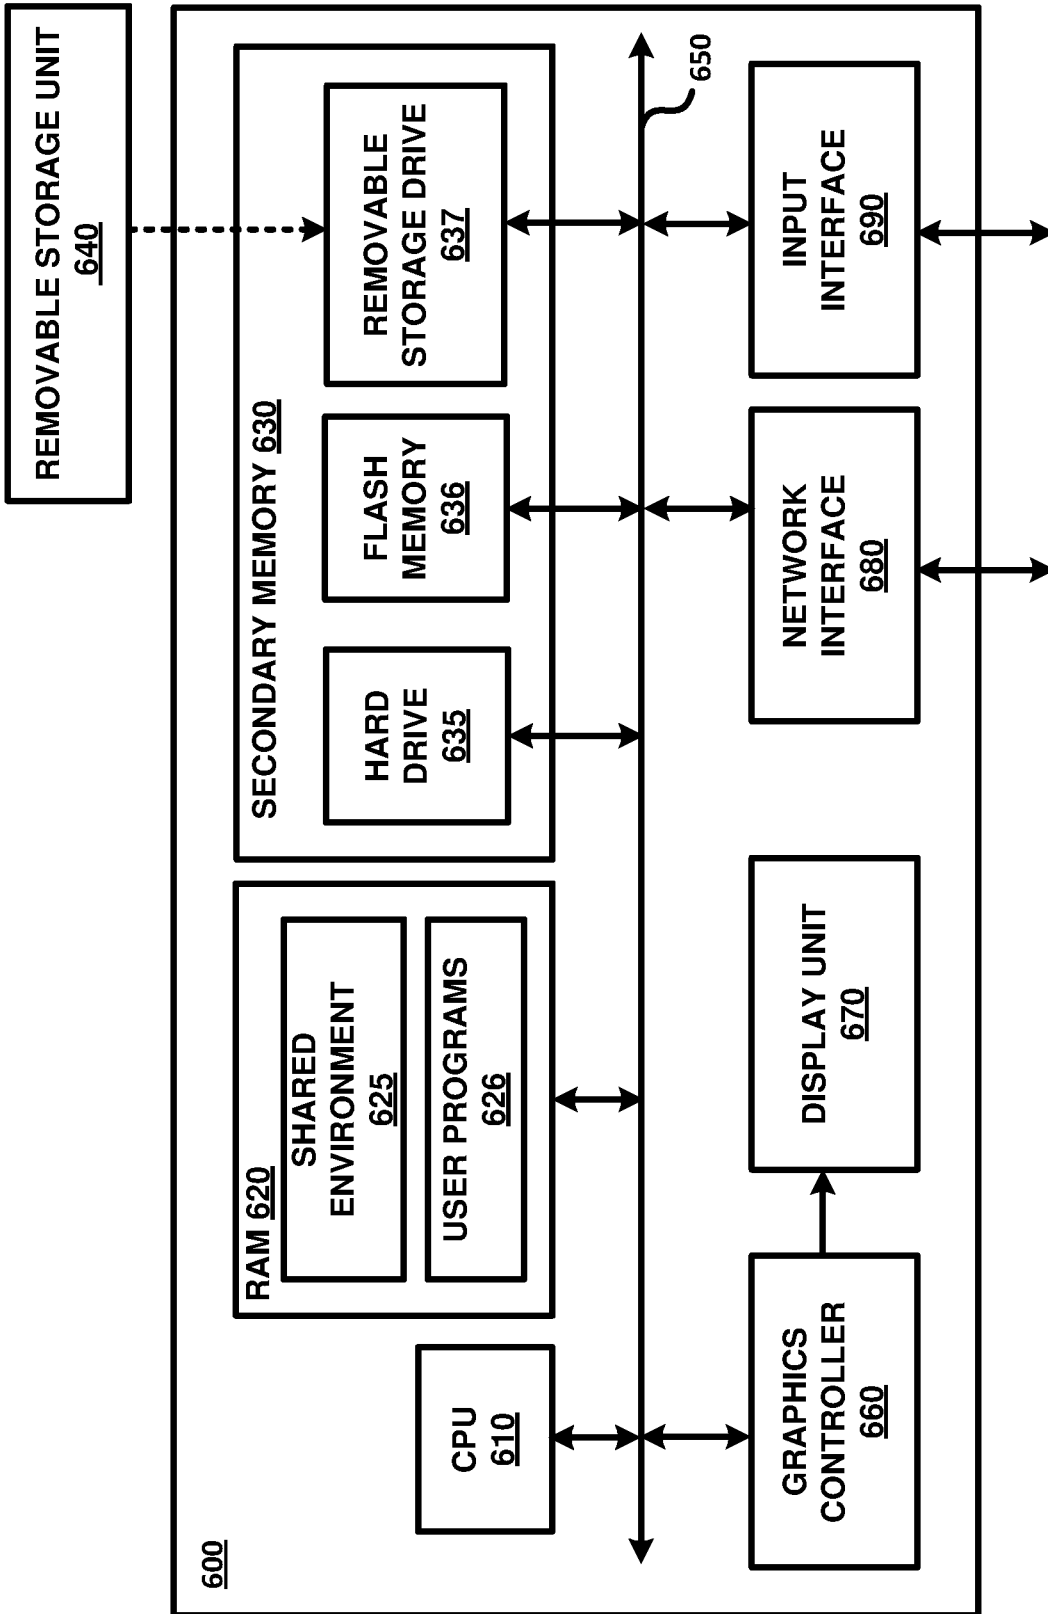 REMOVABLE STORAGE UNIT
640
600
CPU
610
RAM 620
SHARED
ENVIRONMENT
625
USER PROGRAMS
626
SECONDARY MEMORY 630
HARD
DRIVE
635
FLASH
MEMORY
636
REMOVABLE
STORAGE DRIVE
637
650
GRAPHICS
CONTROLLER
660
DISPLAY UNIT
670
NETWORK
INTERFACE
680
INPUT
INTERFACE
690